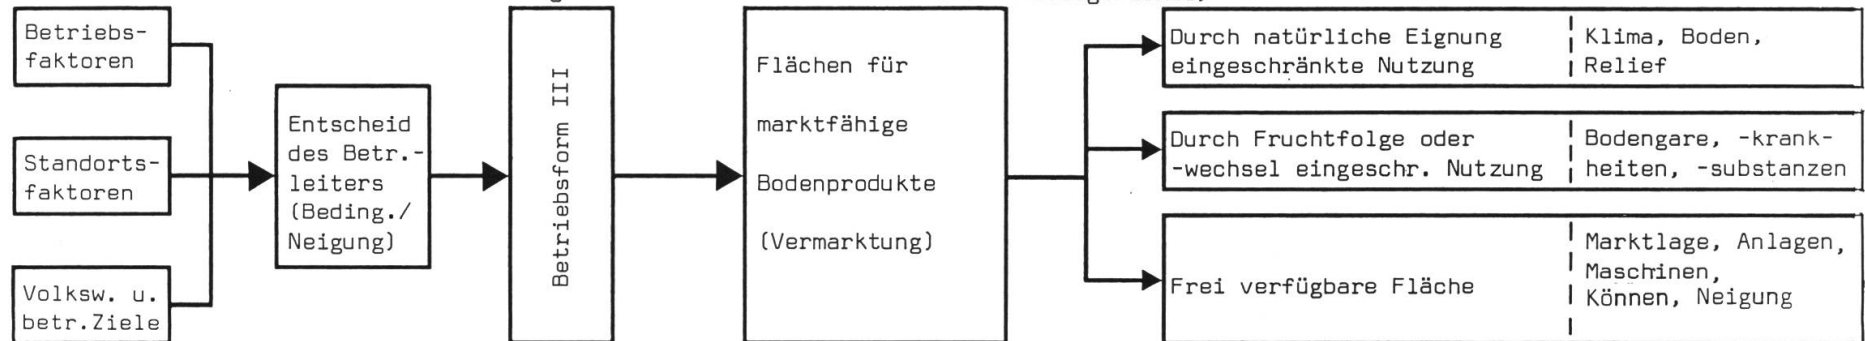 Betriebs-
faktoren
Standorts-
faktoren
Volksw. u.
betr.Ziele
Entscheid
des Betr.-
leiters
(Beding./
Neigung)
Betriebsform III
Flächen für
marktfähige
Bodenprodukte
(Vermarktung)
Durch natürliche Eignung
eingeschränkte Nutzung
Klima, Boden,
Relief
Durch Fruchtfolge oder
-wechsel eingeschr. Nutzung
Bodengare, -krank-
heiten, -substanzen
Frei verfügbare Fläche
Marktlage, Anlagen,
Maschinen,
Können, Neigung